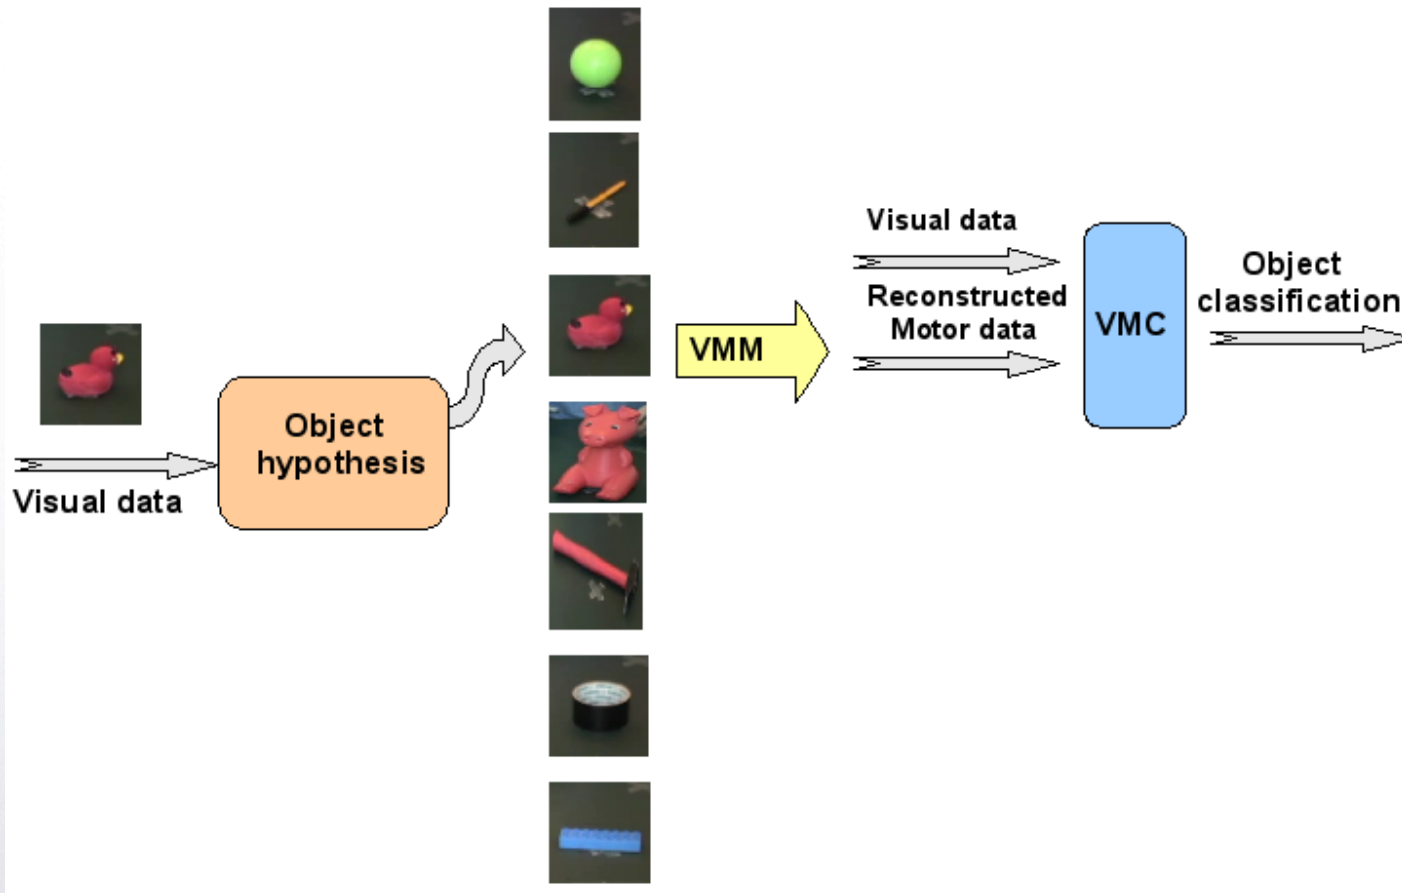 Visual data
Object
hypothesis
VMM
Visual data
Reconstructed
Motor data
VMC
Object
classification